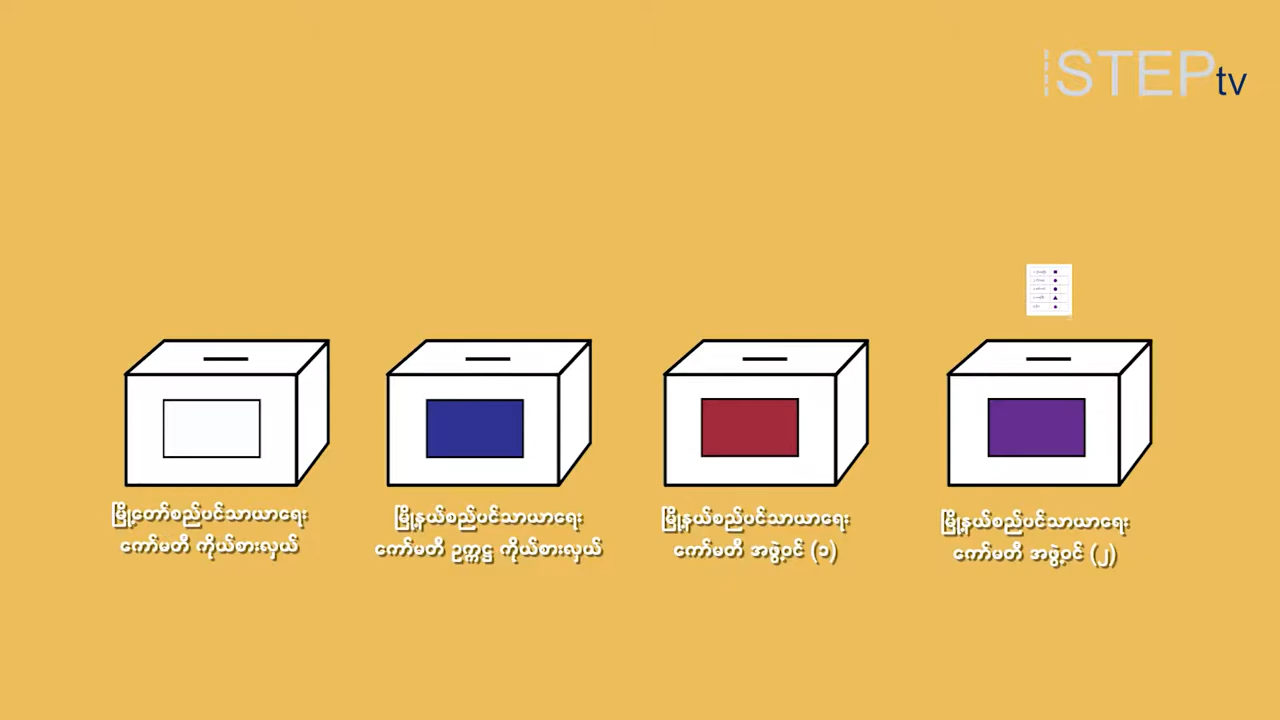 STEPtv
မြို့တော်စည်ပင်သာယာရေး
ကော်မတီ ကိုယ်စားလှယ်
မြို့နယ်စည်ပင်သာယာရေး
ကော်မတီ ဥက္ကဋ္ဌ ကိုယ်စားလှယ်
မြို့နယ်စည်ပင်သာယာရေး
ကော်မတီ အဖွဲ့ဝင် (၁)
မြို့နယ်စည်ပင်သာယာရေး
ကော်မတီ အဖွဲ့ဝင် (၂)